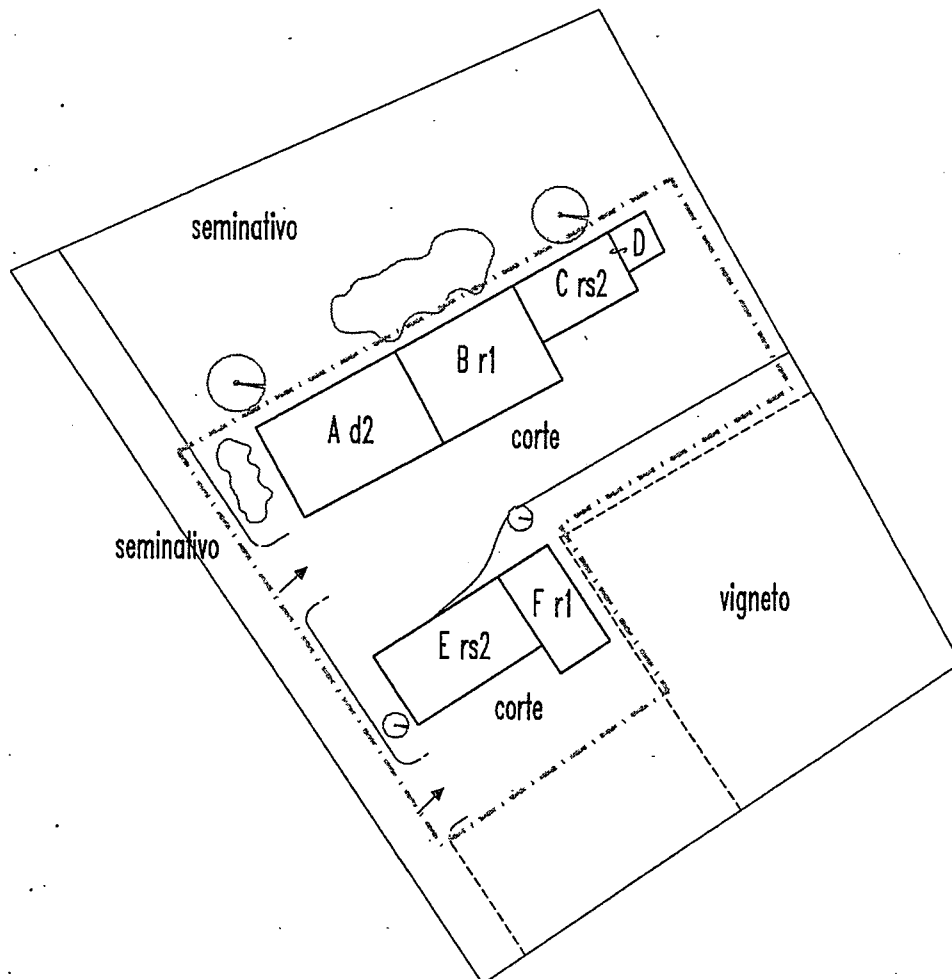 seminativo
D
C rs2
B r1
A d2
corte
seminativo
F r1
vigneto
E rs2
corte